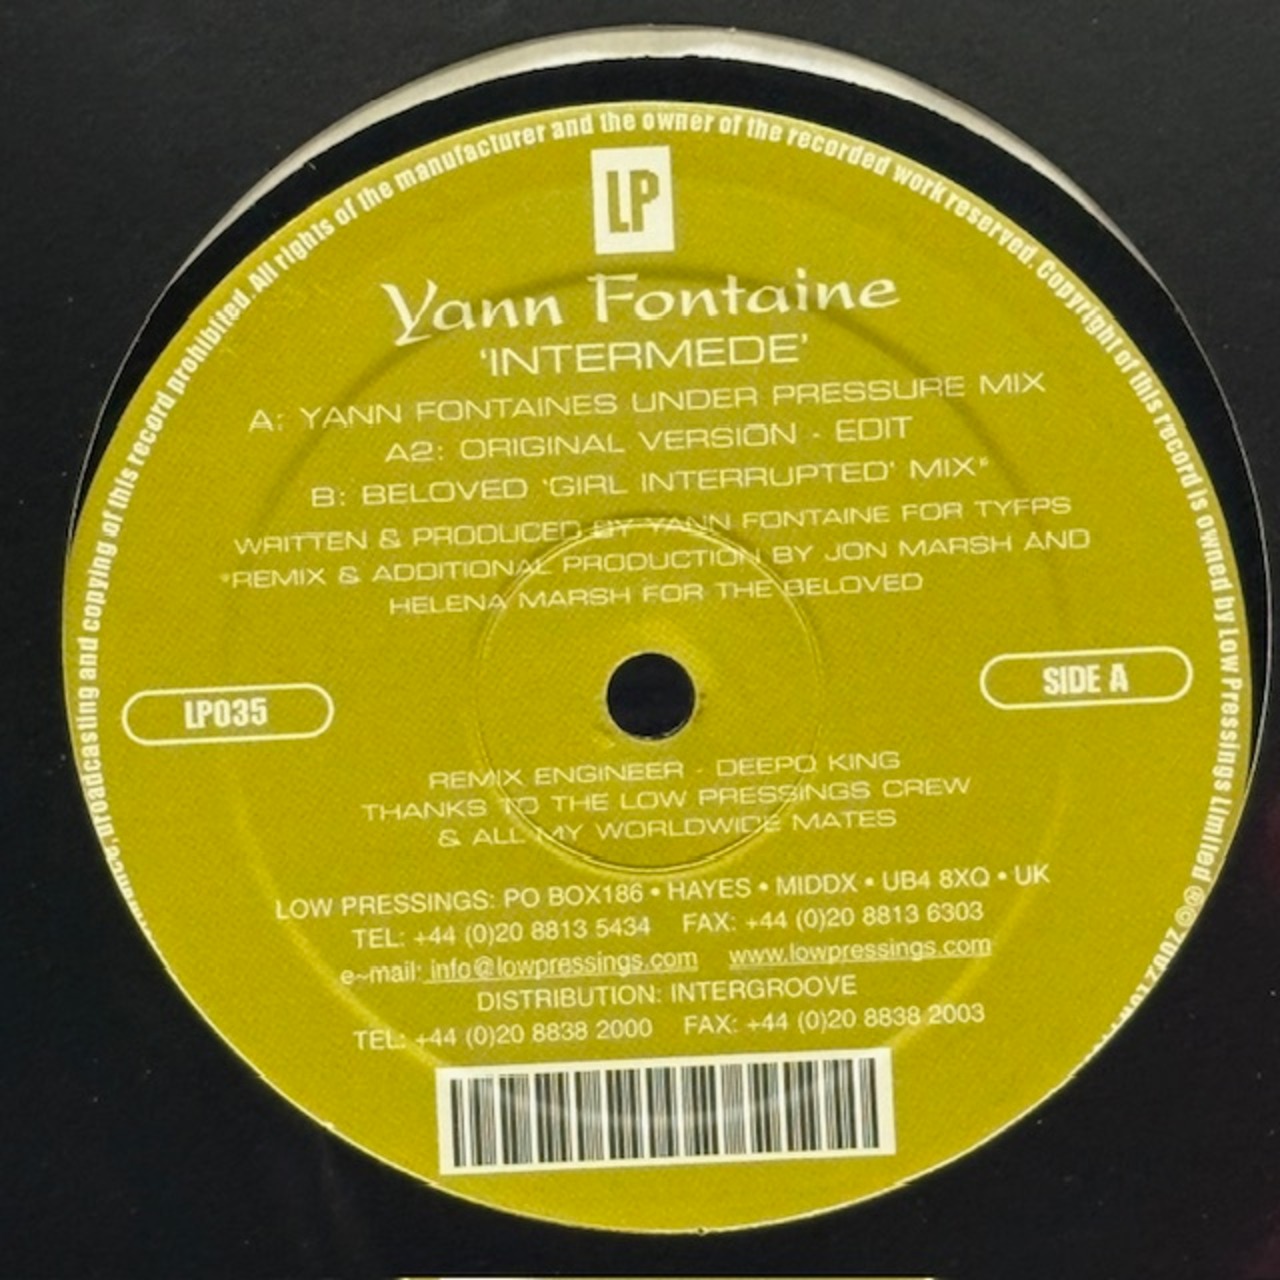 broadcasting and copying of this record prohibited. All rights of the manufacturer and the owner of the recorded work reserved. Copyright of this record is owned by Low Pressings Limited ℗©2002
LP
Yann Fontaine
‘INTERMEDE’
A: YANN FONTAINES UNDER PRESSURE MIX
A2: ORIGINAL VERSION - EDIT
B: BELOVED ‘GIRL INTERRUPTED’ MIX*
WRITTEN & PRODUCED BY YANN FONTAINE FOR TYFPS
*REMIX & ADDITIONAL PRODUCTION BY JON MARSH AND
HELENA MARSH FOR THE BELOVED
LP035
SIDE A
REMIX ENGINEER - DEEPO KING
THANKS TO THE LOW PRESSINGS CREW
& ALL MY WORLDWIDE MATES
LOW PRESSINGS: PO BOX186 • HAYES • MIDDX • UB4 8XQ • UK
TEL: +44 (0)20 8813 5434 FAX: +44 (0)20 8813 6303
e~mail: info@lowpressings.com www.lowpressings.com
DISTRIBUTION: INTERGROOVE
TEL: +44 (0)20 8838 2000 FAX: +44 (0)20 8838 2003